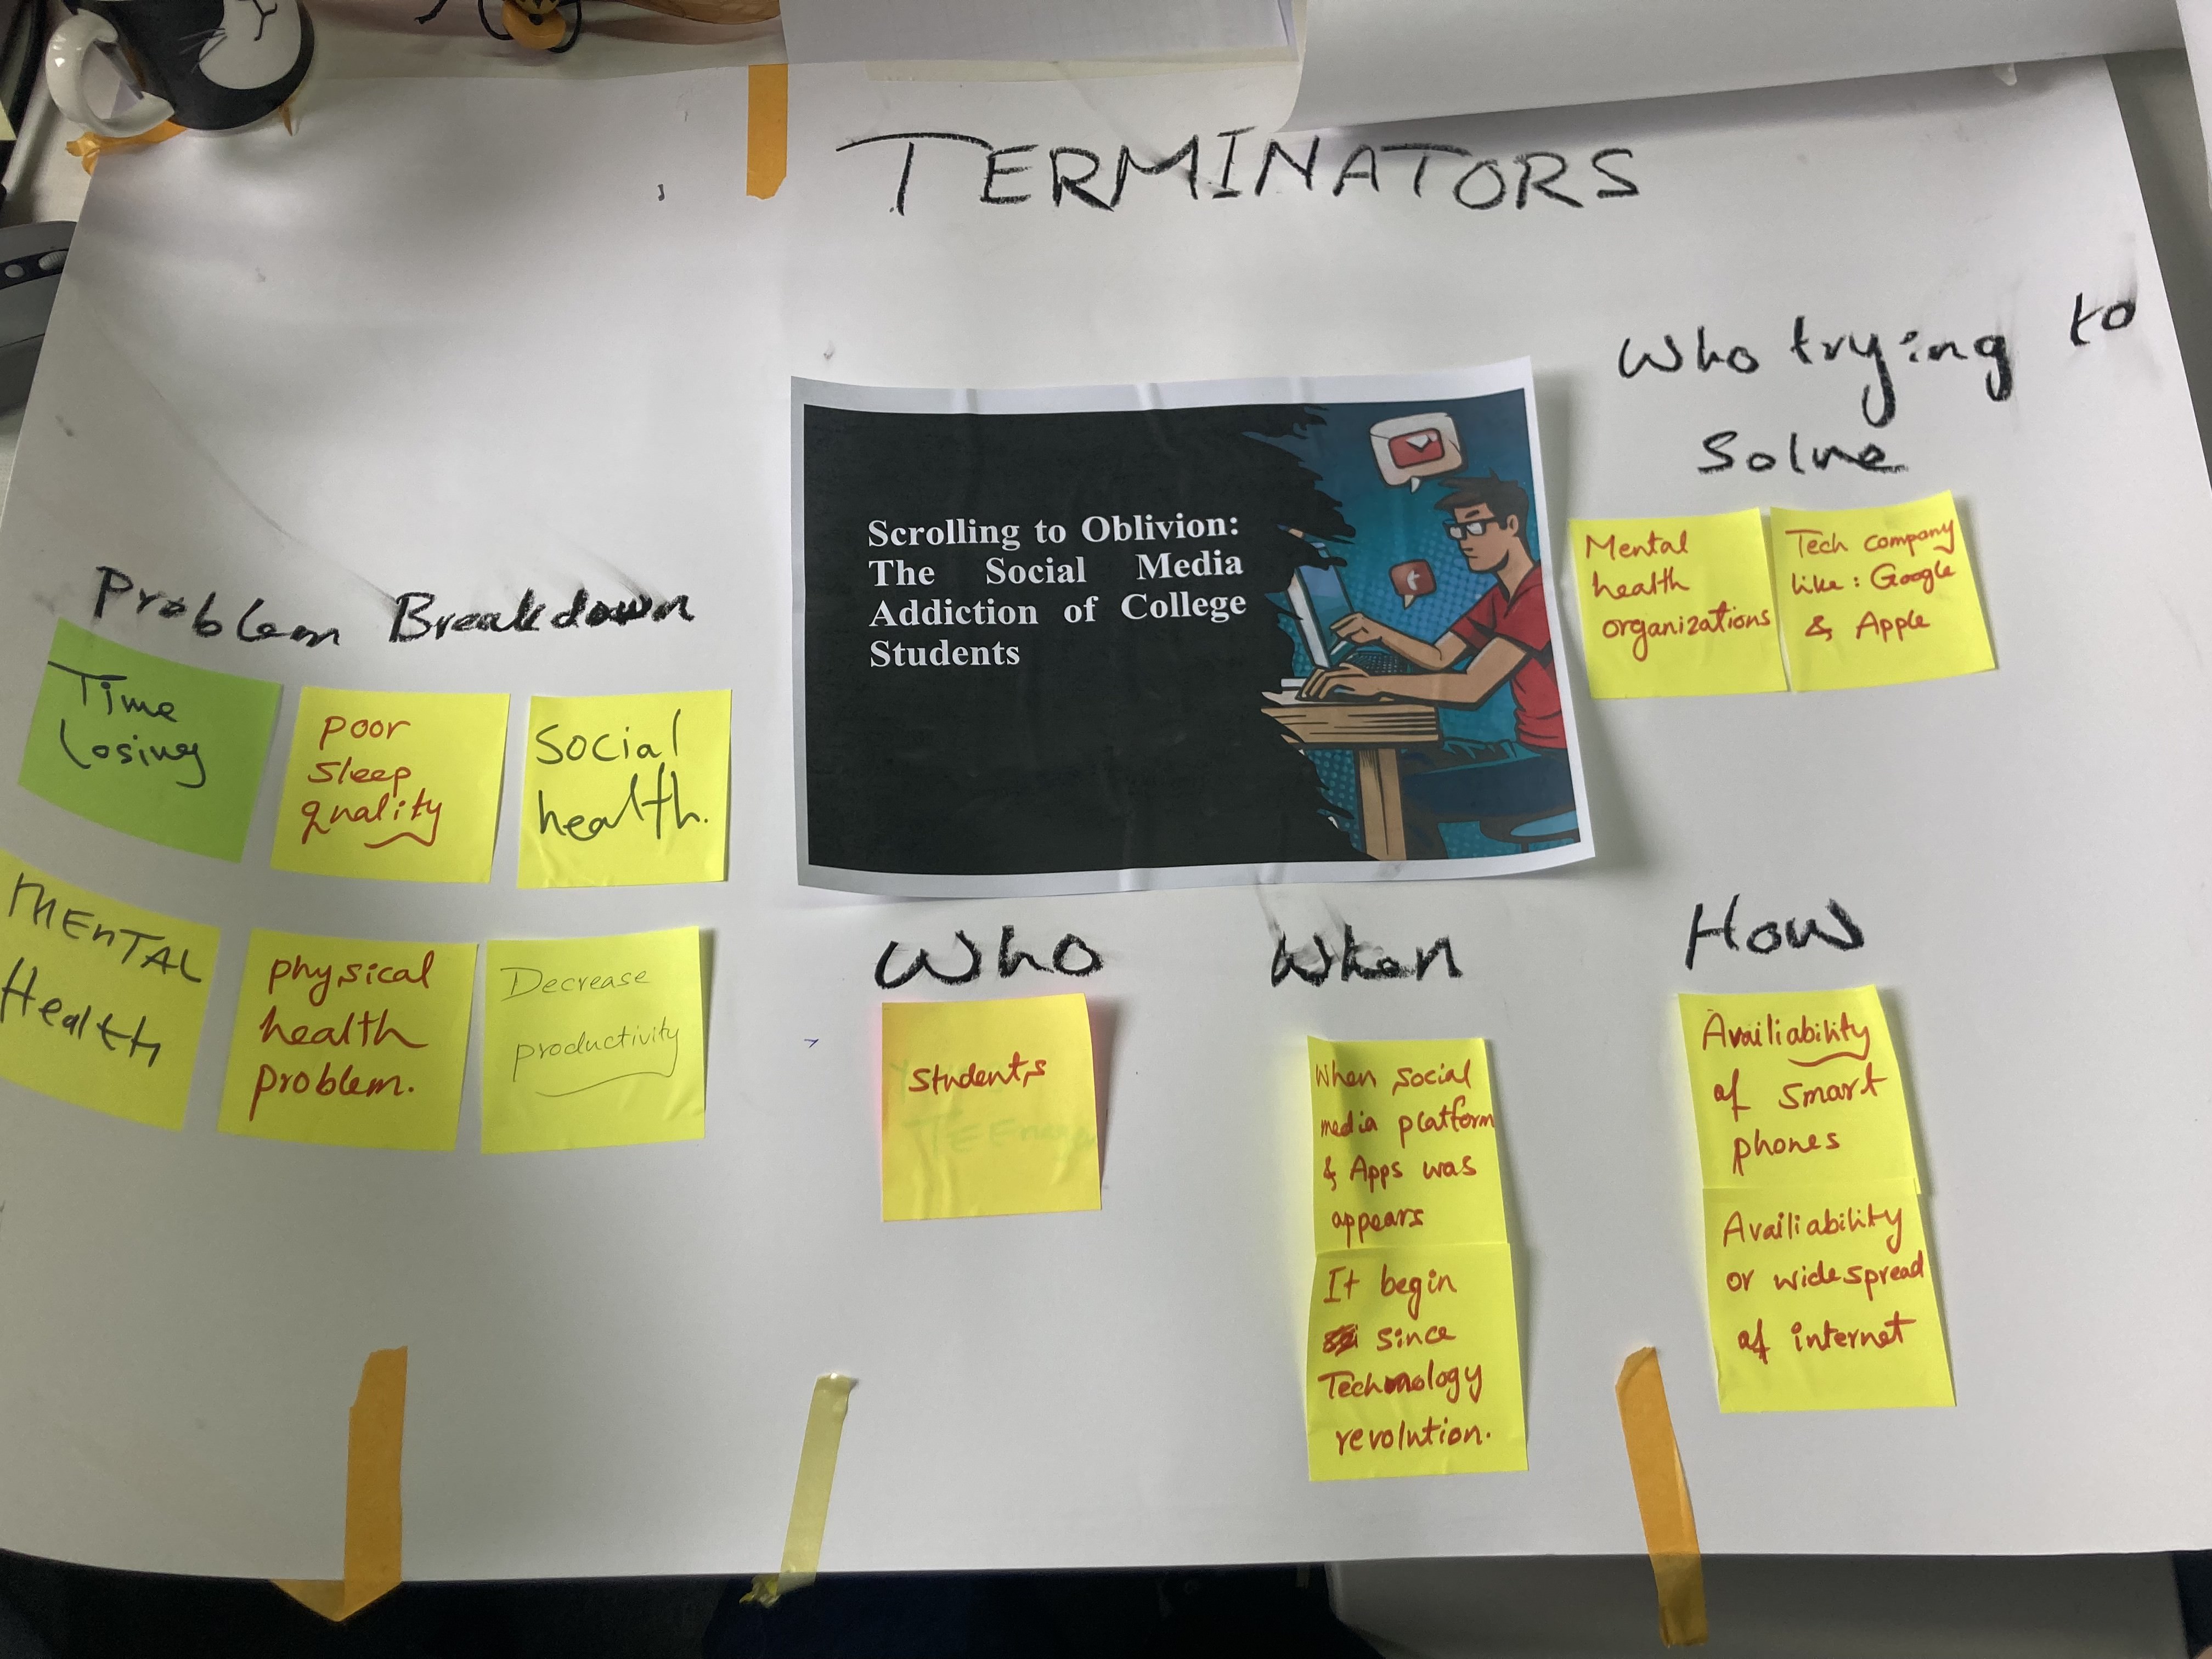 TERMINATORS
Who trying to
Solve
Mental
health
organizations
Tech company
like : Google
& Apple
Scrolling to Oblivion:
The Social Media
Addiction of College
Students
Problem Breakdown
Time
Losing
Poor
sleep
quality
Social
health.
MEnTAL
Health
physical
health
problem.
Decrease
productivity
Who
Students
When
When social
media platform
& Apps was
appears
It begin
since
Technology
revolution.
How
Availiability
of smart
phones
Availiability
or widespread
of internet